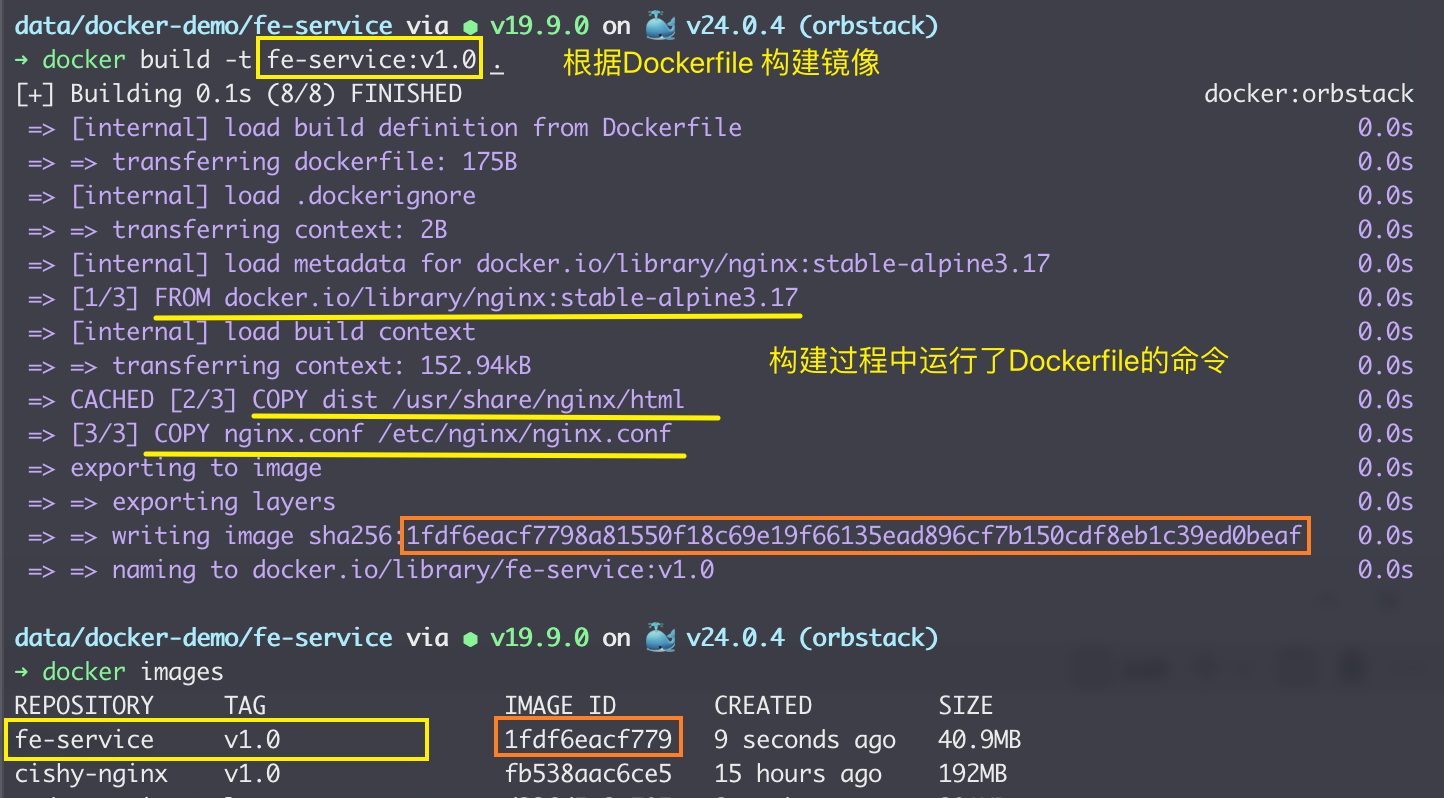 data/docker-demo/fe-service via ⬢ v19.9.0 on 🐳 v24.0.4 (orbstack)
→ docker build -t fe-service:v1.0 . 根据Dockerfile 构建镜像
[+] Building 0.1s (8/8) FINISHED docker:orbstack
=> [internal] load build definition from Dockerfile 0.0s
=> => transferring dockerfile: 175B 0.0s
=> [internal] load .dockerignore 0.0s
=> => transferring context: 2B 0.0s
=> [internal] load metadata for docker.io/library/nginx:stable-alpine3.17 0.0s
=> [1/3] FROM docker.io/library/nginx:stable-alpine3.17 0.0s
=> [internal] load build context 0.0s
=> => transferring context: 152.94kB 0.0s
构建过程中运行了Dockerfile的命令
=> CACHED [2/3] COPY dist /usr/share/nginx/html 0.0s
=> [3/3] COPY nginx.conf /etc/nginx/nginx.conf 0.0s
=> exporting to image 0.0s
=> => exporting layers 0.0s
=> => writing image sha256:1fdf6eacf7798a81550f18c69e19f66135ead896cf7b150cdf8eb1c39ed0beaf 0.0s
=> => naming to docker.io/library/fe-service:v1.0 0.0s
data/docker-demo/fe-service via ⬢ v19.9.0 on 🐳 v24.0.4 (orbstack)
→ docker images
REPOSITORY TAG IMAGE ID CREATED SIZE
fe-service v1.0 1fdf6eacf779 9 seconds ago 40.9MB
cishy-nginx v1.0 fb538aac6ce5 15 hours ago 192MB